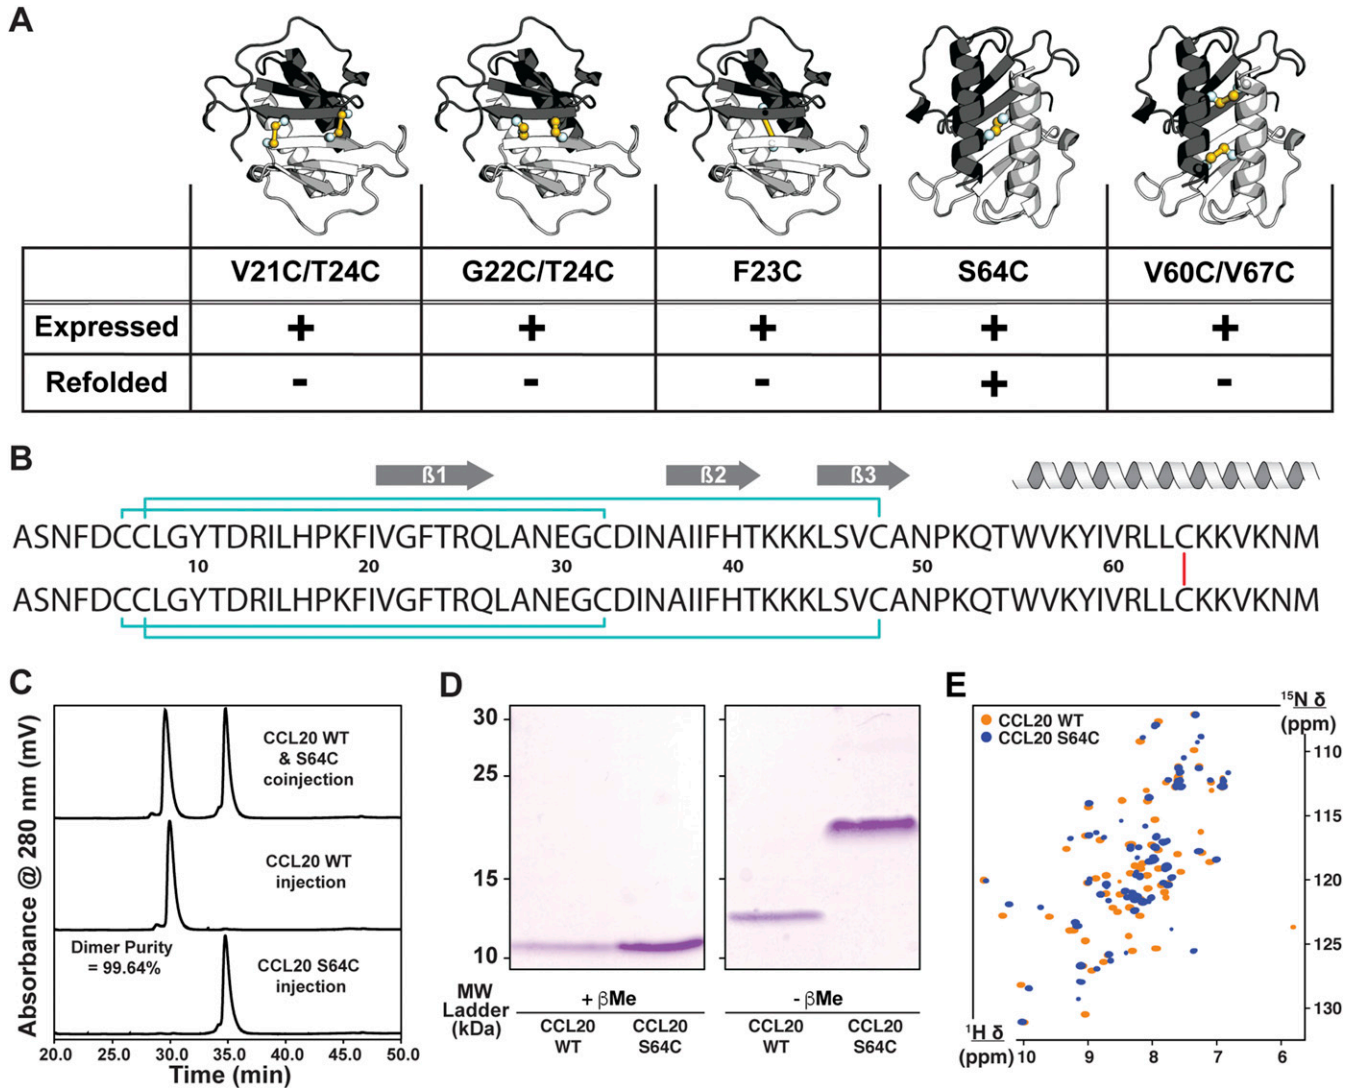 A
V21C/T24C G22C/T24C F23C S64C V60C/V67C
Expressed + + + + +
Refolded - - - + -
B
ß1 ß2 ß3
ASNFDCCLGYTDRILHPKFIVGFTRQLANEGCDINAIIFHTKKKLSVCANPKQTWVKYIVRLLCKKVKNM
10 20 30 40 50 60
ASNFDCCLGYTDRILHPKFIVGFTRQLANEGCDINAIIFHTKKKLSVCANPKQTWVKYIVRLLCKKVKNM
C
Absorbance @ 280 nm (mV)
CCL20 WT
& S64C
coinjection
CCL20 WT
injection
Dimer Purity
= 99.64%
CCL20 S64C
injection
20.0 25.0 30.0 35.0 40.0 45.0 50.0
Time (min)
D
30
25
15
10
MW
Ladder
(kDa)
+ βMe - βMe
CCL20
WT
CCL20
S64C
CCL20
WT
CCL20
S64C
E
CCL20 WT
CCL20 S64C
15N δ
(ppm)
110
115
120
125
130
1H δ
(ppm)
10 9 8 7 6